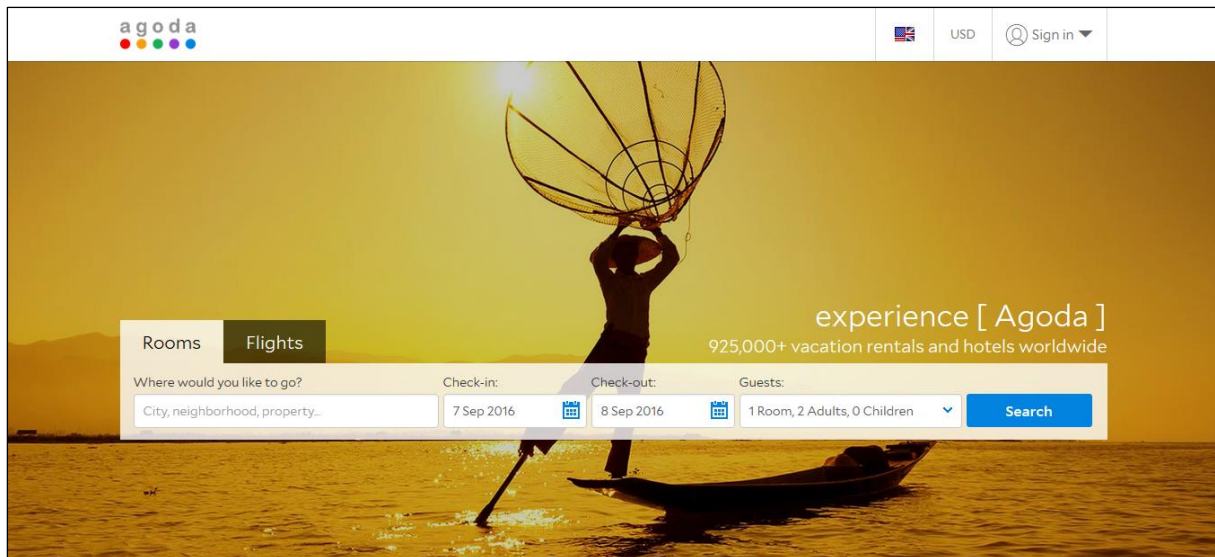 agoda
USD
Sign in
experience [ Agoda ]
925,000+ vacation rentals and hotels worldwide
Rooms Flights
Where would you like to go? Check-in: Check-out: Guests:
City, neighborhood, property... 7 Sep 2016 8 Sep 2016 1 Room, 2 Adults, 0 Children Search